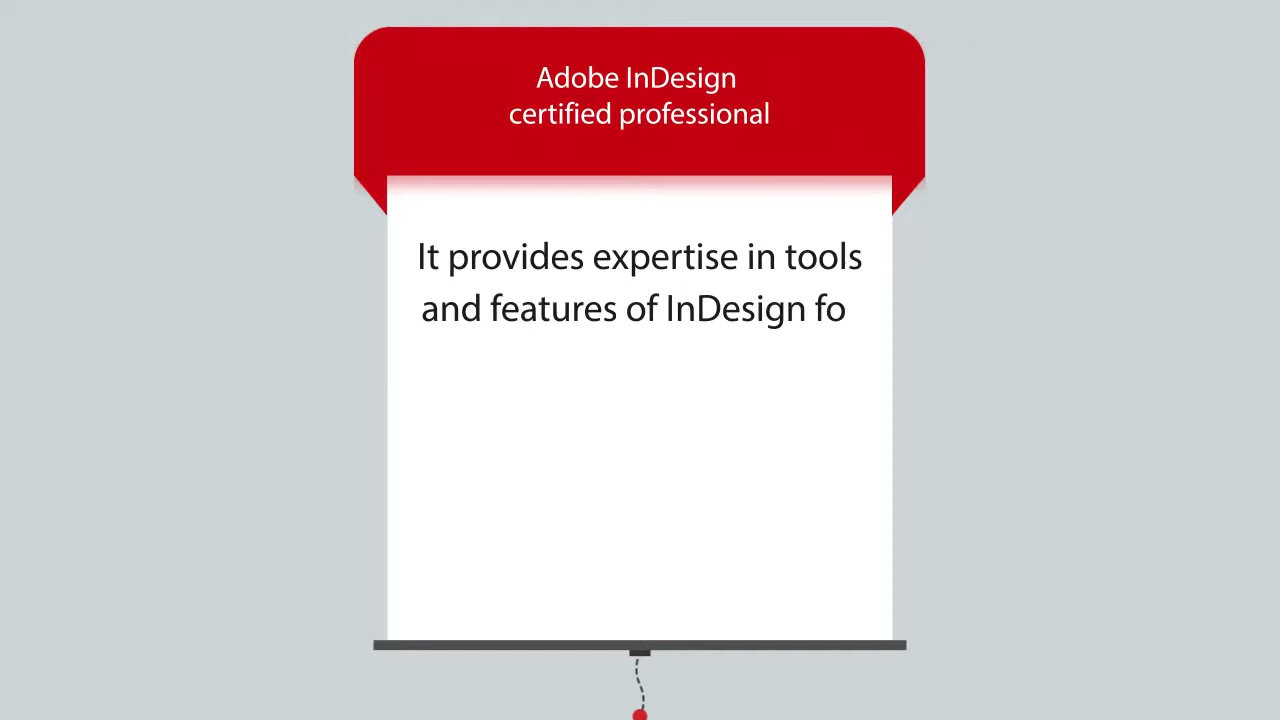 Adobe InDesign
certified professional
It provides expertise in tools
and features of InDesign fo